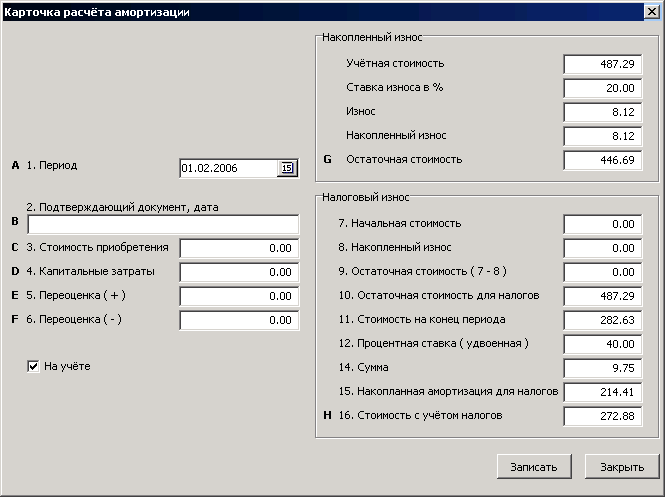 Карточка расчёта амортизации
A 1. Период 01.02.2006 15
2. Подтверждающий документ, дата
B
C 3. Стоимость приобретения 0.00
D 4. Капитальные затраты 0.00
E 5. Переоценка ( + ) 0.00
F 6. Переоценка ( - ) 0.00
На учёте
Накопленный износ
Учётная стоимость 487.29
Ставка износа в % 20.00
Износ 8.12
Накопленный износ 8.12
G Остаточная стоимость 446.69
Налоговый износ
7. Начальная стоимость 0.00
8. Накопленный износ 0.00
9. Остаточная стоимость ( 7 - 8 ) 0.00
10. Остаточная стоимость для налогов 487.29
11. Стоимость на конец периода 282.63
12. Процентная ставка ( удвоенная ) 40.00
14. Сумма 9.75
15. Накопланная амортизация для налогов 214.41
H 16. Стоимость с учётом налогов 272.88
Записать Закрыть